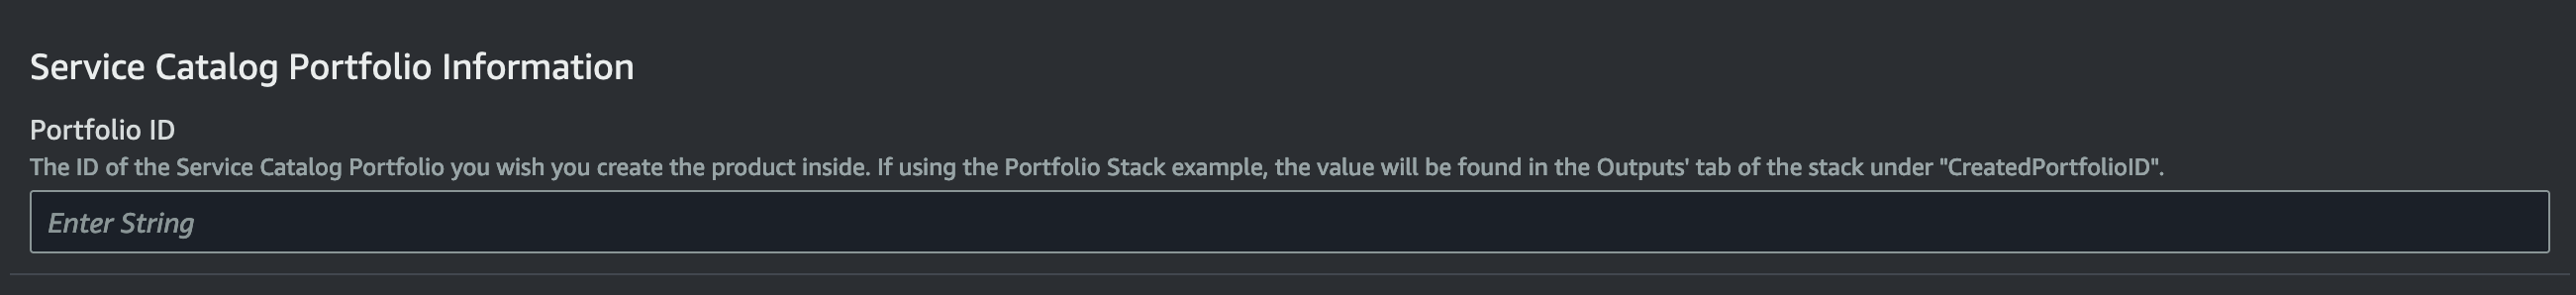 Service Catalog Portfolio Information
Portfolio ID
The ID of the Service Catalog Portfolio you wish you create the product inside. If using the Portfolio Stack example, the value will be found in the Outputs' tab of the stack under "CreatedPortfolioID".
Enter String